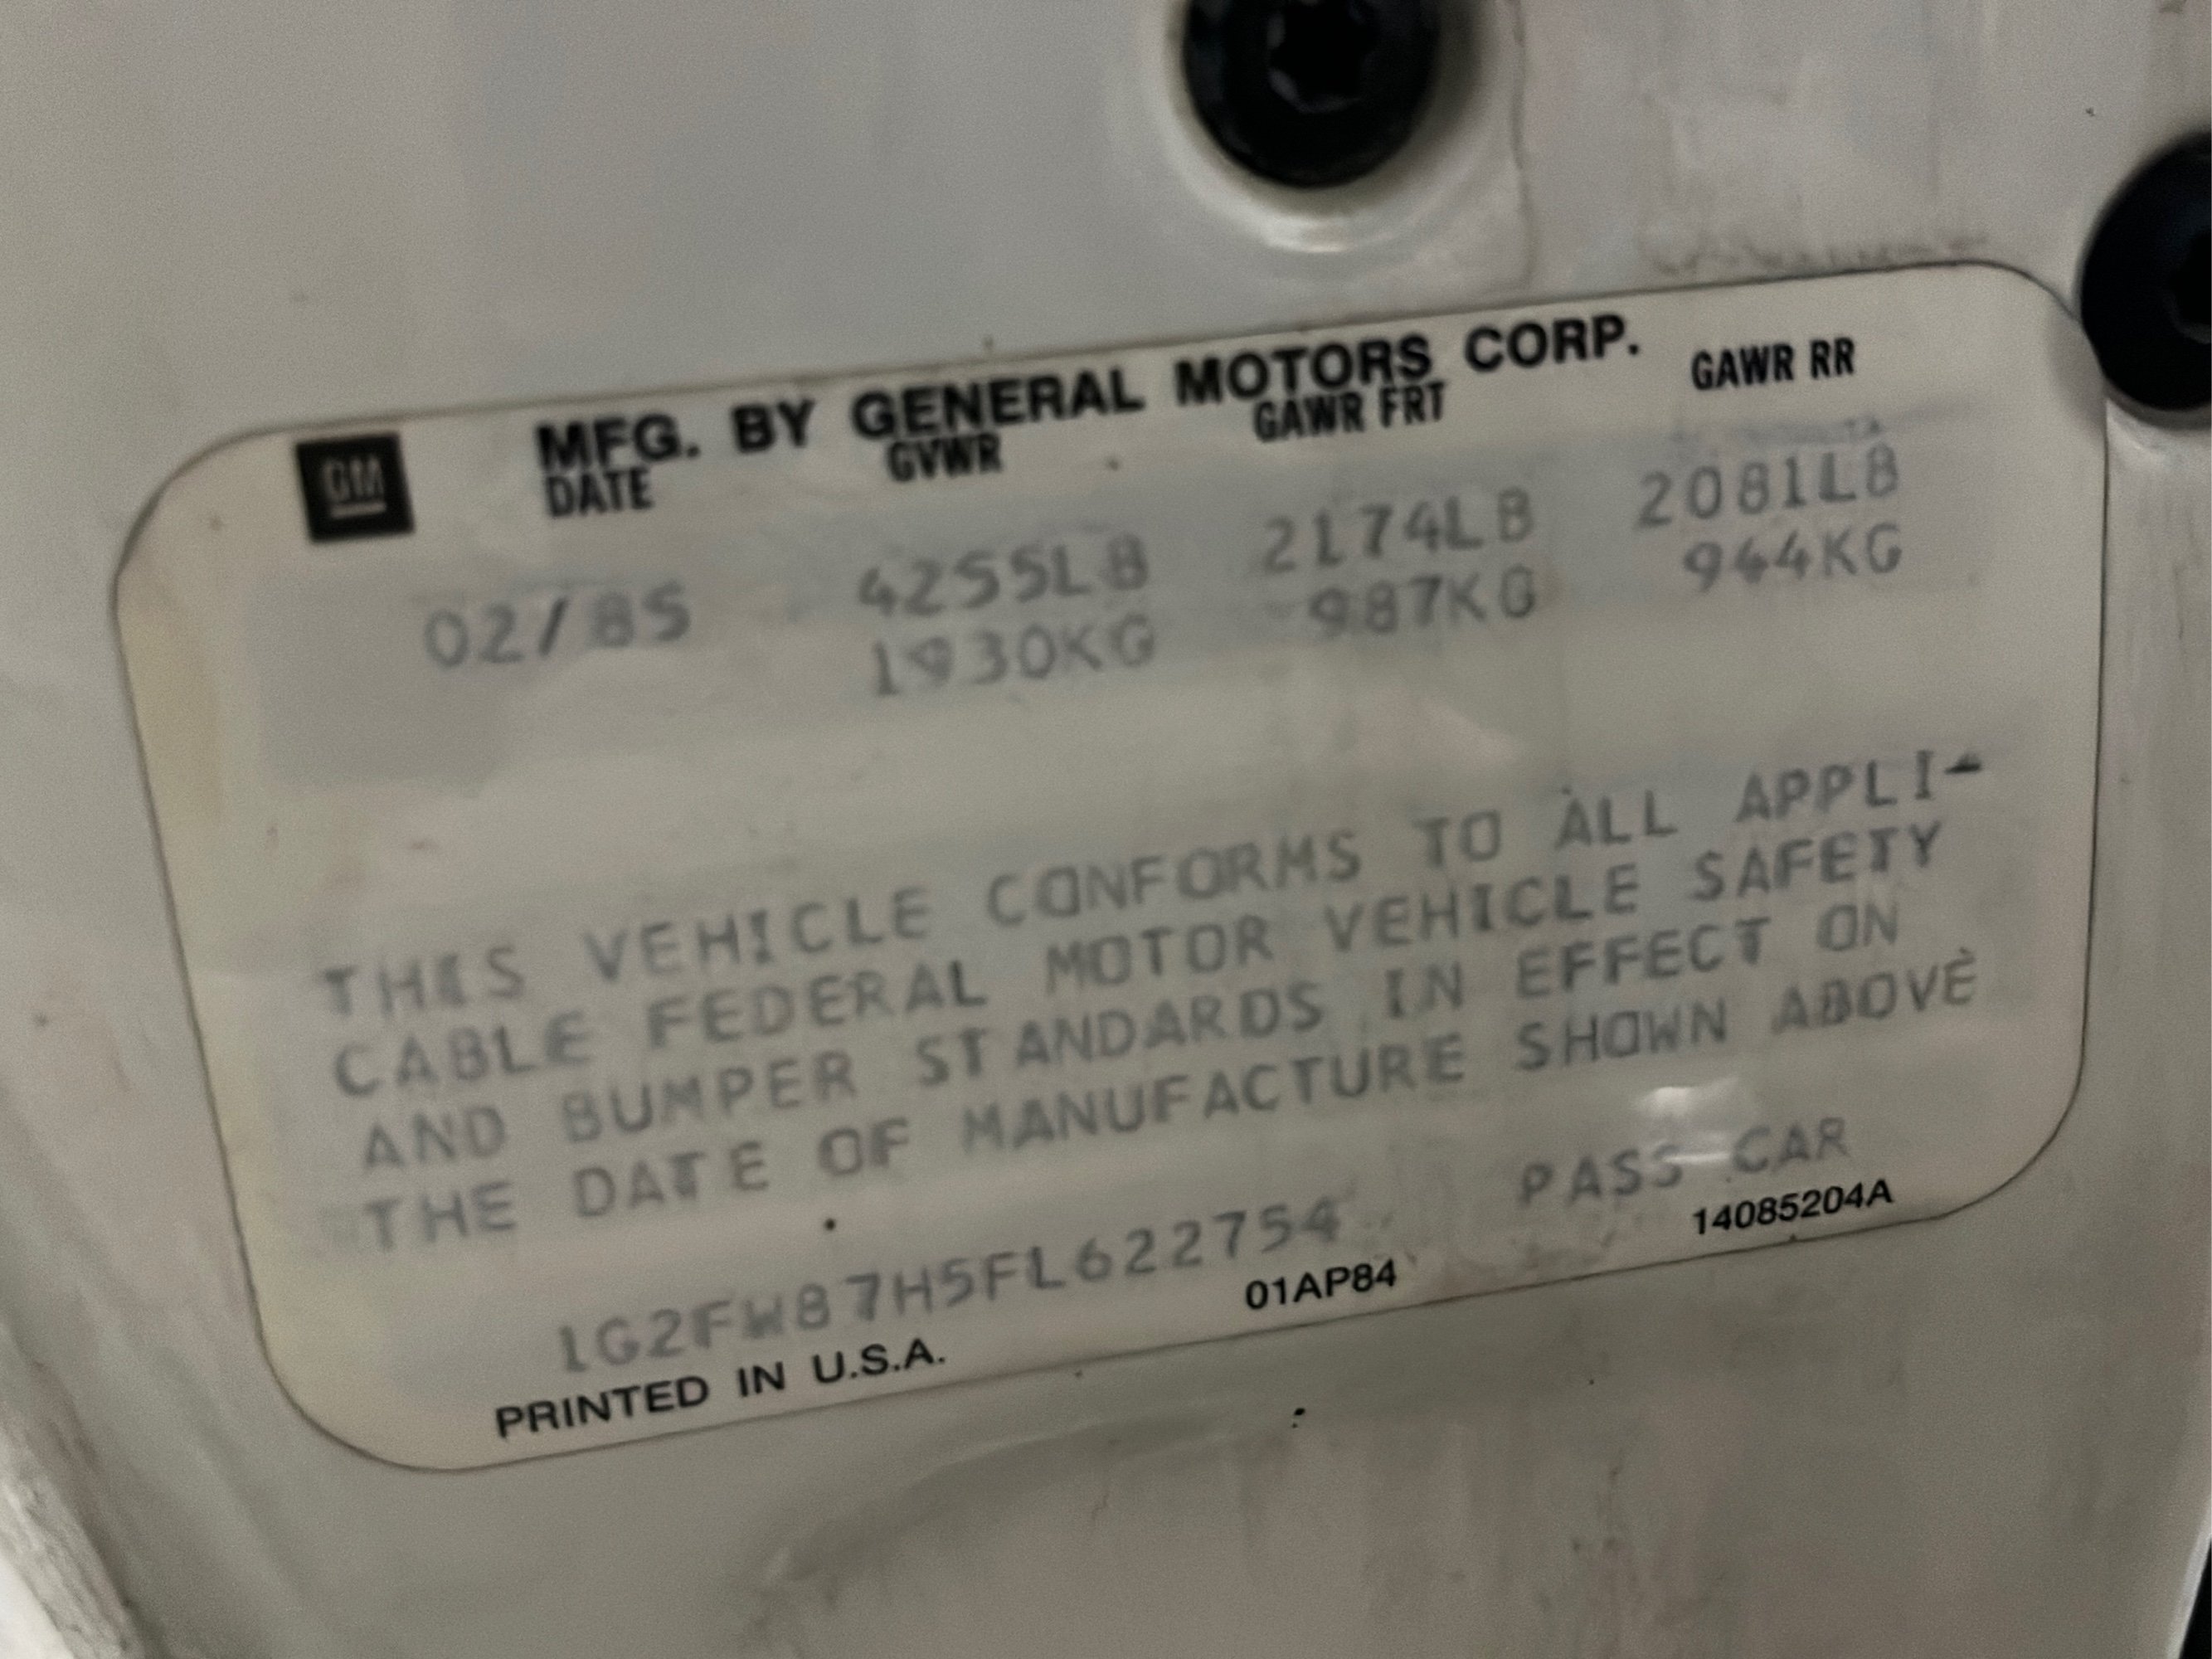 GM MFG. BY GENERAL MOTORS CORP.
DATE GVWR GAWR FRT GAWR RR
02/85 4255LB 2174LB 2081LB
1930KG 987KG 944KG
THIS VEHICLE CONFORMS TO ALL APPLI-
CABLE FEDERAL MOTOR VEHICLE SAFETY
AND BUMPER STANDARDS IN EFFECT ON
THE DATE OF MANUFACTURE SHOWN ABOVE
1G2FW87H5FL622754 PASS CAR
PRINTED IN U.S.A. 01AP84 14085204A